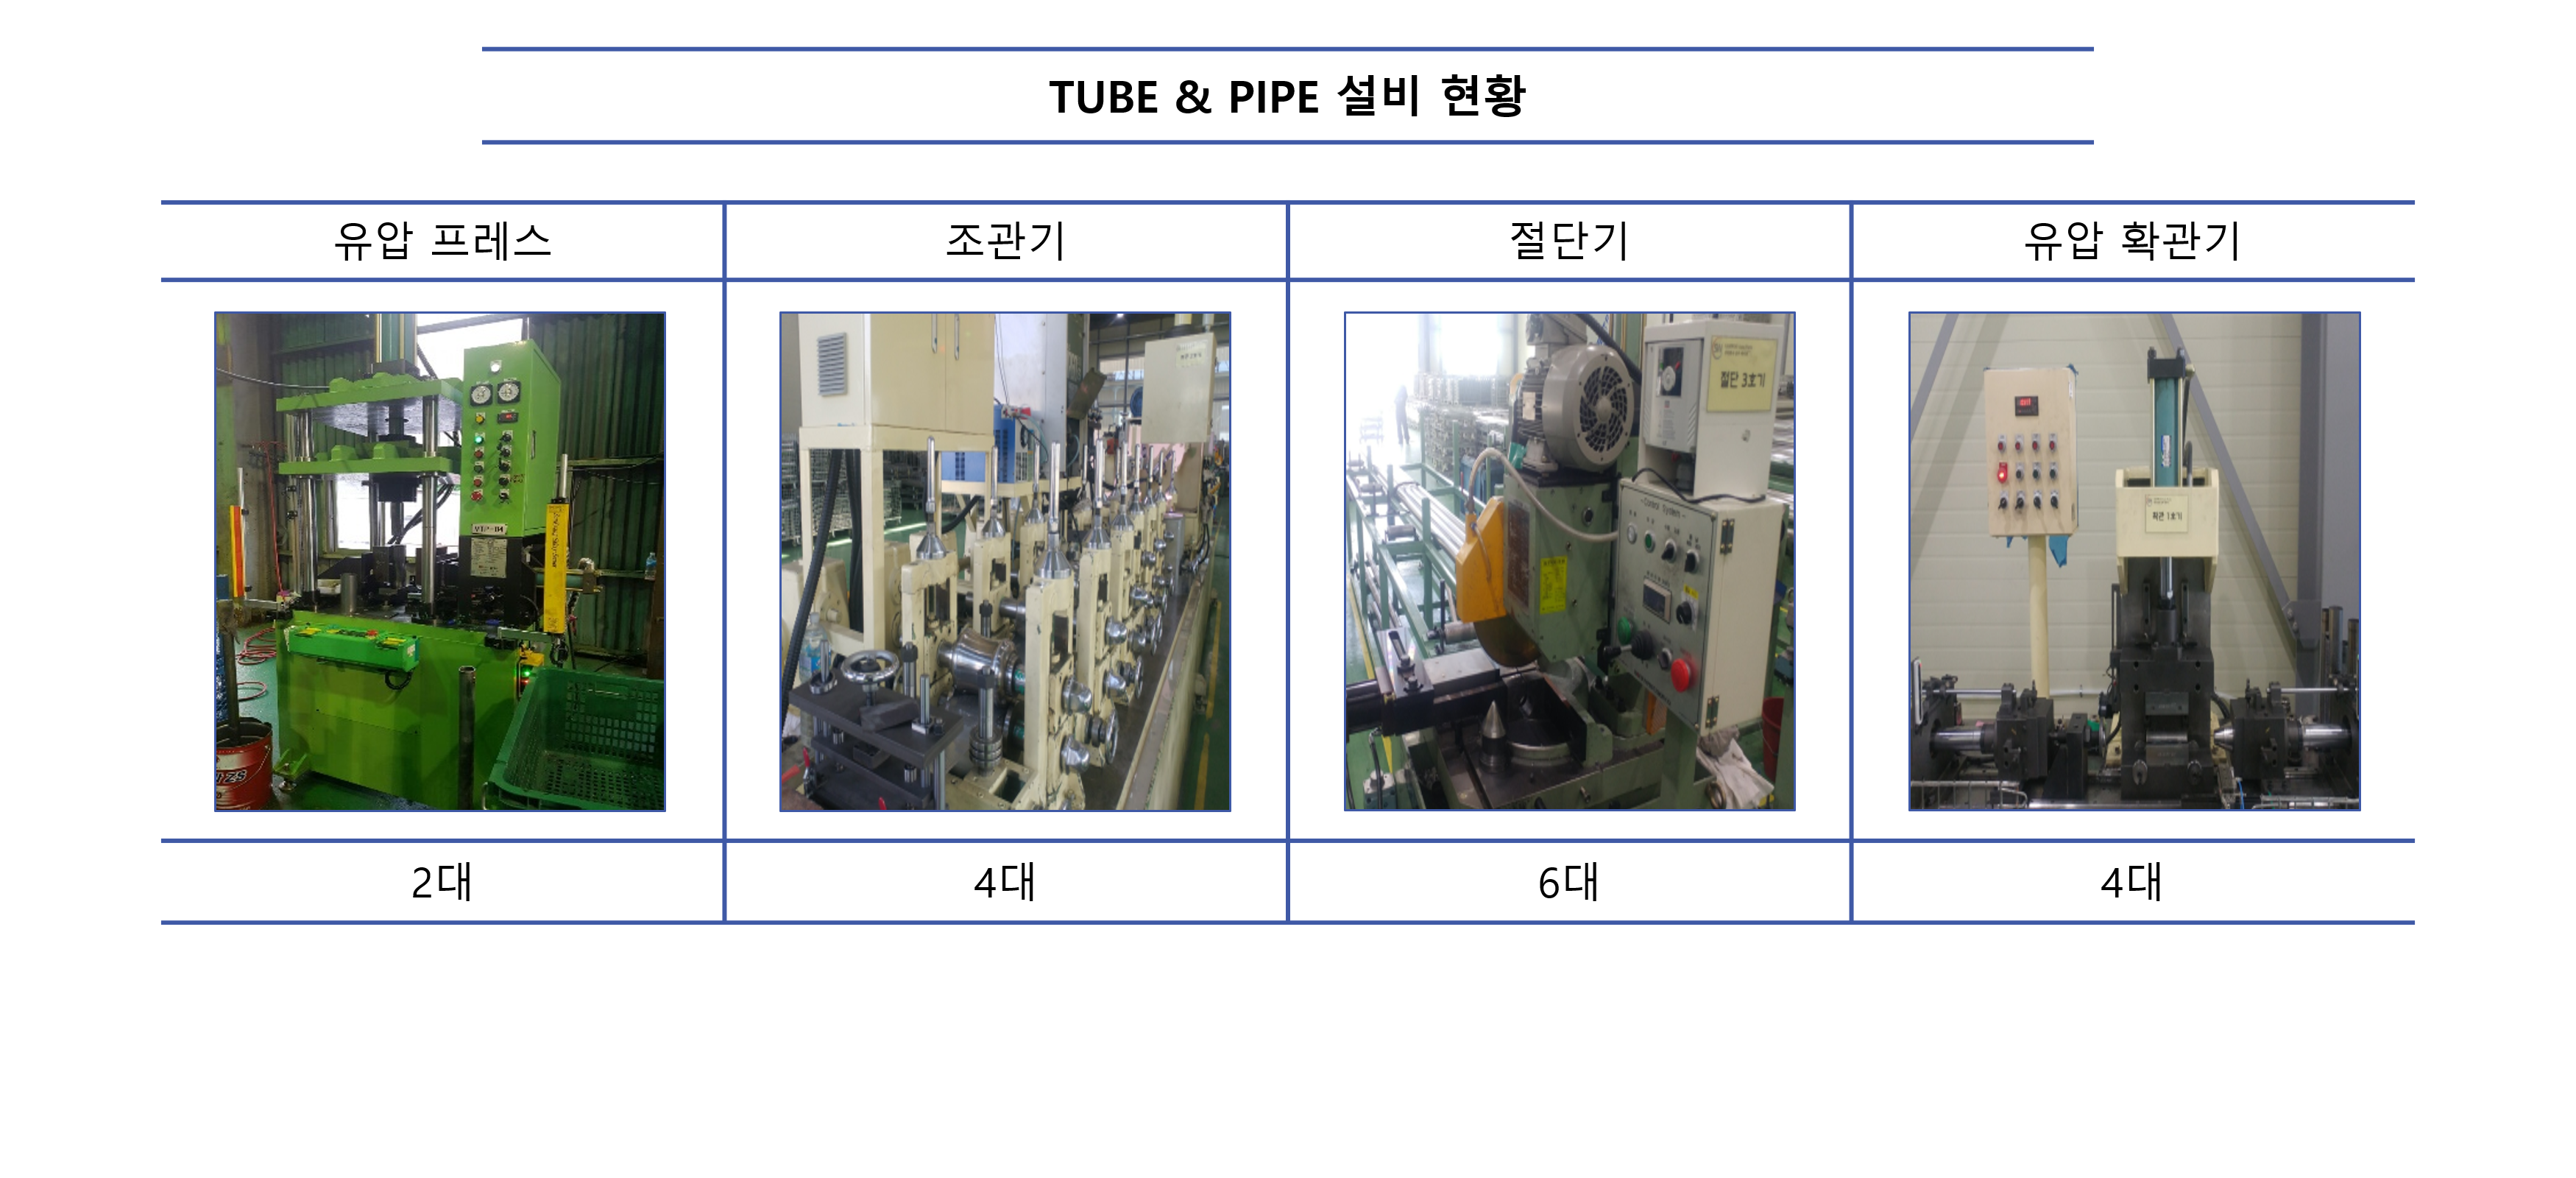 TUBE & PIPE 설비 현황
유압 프레스
조관기
절단기
유압 확관기
절단 3호기
- Control System -
확관 1호기
2대
4대
6대
4대